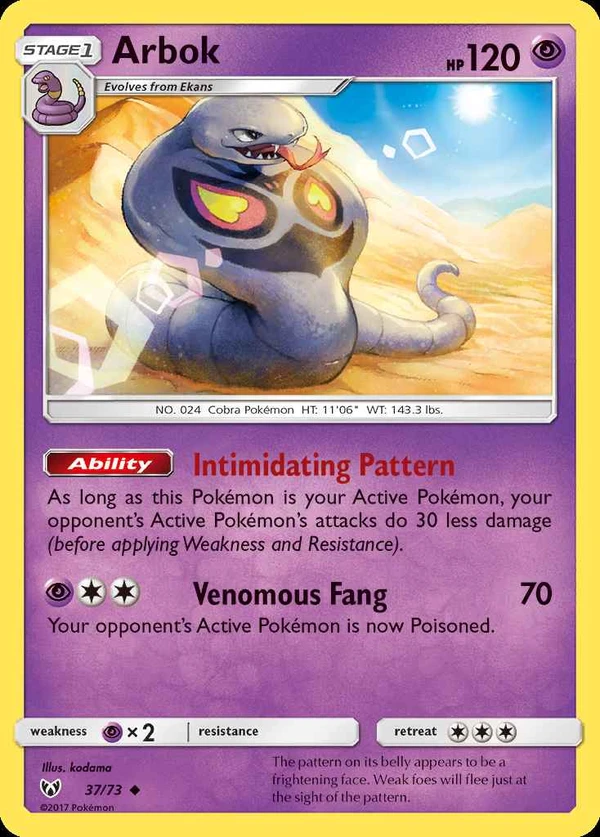 STAGE 1
Arbok
HP 120
Evolves from Ekans
NO. 024 Cobra Pokémon HT: 11'06" WT: 143.3 lbs.
Ability Intimidating Pattern
As long as this Pokémon is your Active Pokémon, your
opponent's Active Pokémon's attacks do 30 less damage
(before applying Weakness and Resistance).
Venomous Fang 70
Your opponent's Active Pokémon is now Poisoned.
weakness ×2 resistance retreat
Illus. kodama
37/73
©2017 Pokémon
The pattern on its belly appears to be a
frightening face. Weak foes will flee just at
the sight of the pattern.